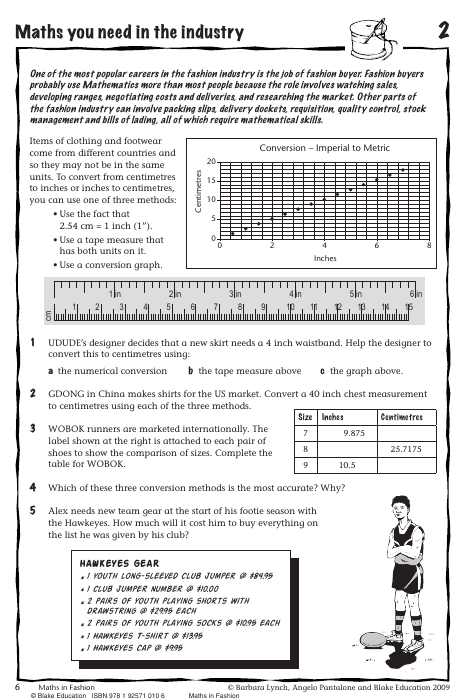 Maths you need in the industry
2
One of the most popular careers in the fashion industry is the job of fashion buyer. Fashion buyers
probably use Mathematics more than most people because the role involves watching sales,
developing ranges, negotiating costs and deliveries, and researching the market. Other parts of
the fashion industry can involve packing slips, delivery dockets, requisition, quality control, stock
management and bills of lading, all of which require mathematical skills.
Items of clothing and footwear
come from different countries and
so they may not be in the same
units. To convert from centimetres
to inches or inches to centimetres,
you can use one of three methods:
• Use the fact that
2.54 cm = 1 inch (1″).
• Use a tape measure that
has both units on it.
• Use a conversion graph.
Conversion – Imperial to Metric
Centimetres
20
15
10
5
0
0 2 4 6 8
Inches
1in 2in 3in 4in 5in 6in
cm 1 2 3 4 5 6 7 8 9 10 11 12 13 14 15
1 UDUDE's designer decides that a new skirt needs a 4 inch waistband. Help the designer to
convert this to centimetres using:
a the numerical conversion b the tape measure above c the graph above.
2 GDONG in China makes shirts for the US market. Convert a 40 inch chest measurement
to centimetres using each of the three methods.
3 WOBOK runners are marketed internationally. The
label shown at the right is attached to each pair of
shoes to show the comparison of sizes. Complete the
table for WOBOK.
Size Inches Centimetres
7 9.875
8 25.7175
9 10.5
4 Which of these three conversion methods is the most accurate? Why?
5 Alex needs new team gear at the start of his footie season with
the Hawkeyes. How much will it cost him to buy everything on
the list he was given by his club?
HAWKEYES GEAR
• 1 YOUTH LONG-SLEEVED CLUB JUMPER @ $84.95
• 1 CLUB JUMPER NUMBER @ $10.00
• 2 PAIRS OF YOUTH PLAYING SHORTS WITH
DRAWSTRING @ $29.95 EACH
• 2 PAIRS OF YOUTH PLAYING SOCKS @ $10.95 EACH
• 1 HAWKEYES T-SHIRT @ $13.95
• 1 HAWKEYES CAP @ $9.95
6 Maths in Fashion © Barbara Lynch, Angelo Pantalone and Blake Education 2009
© Blake Education ISBN 978 1 92571 010 6 Maths in Fashion